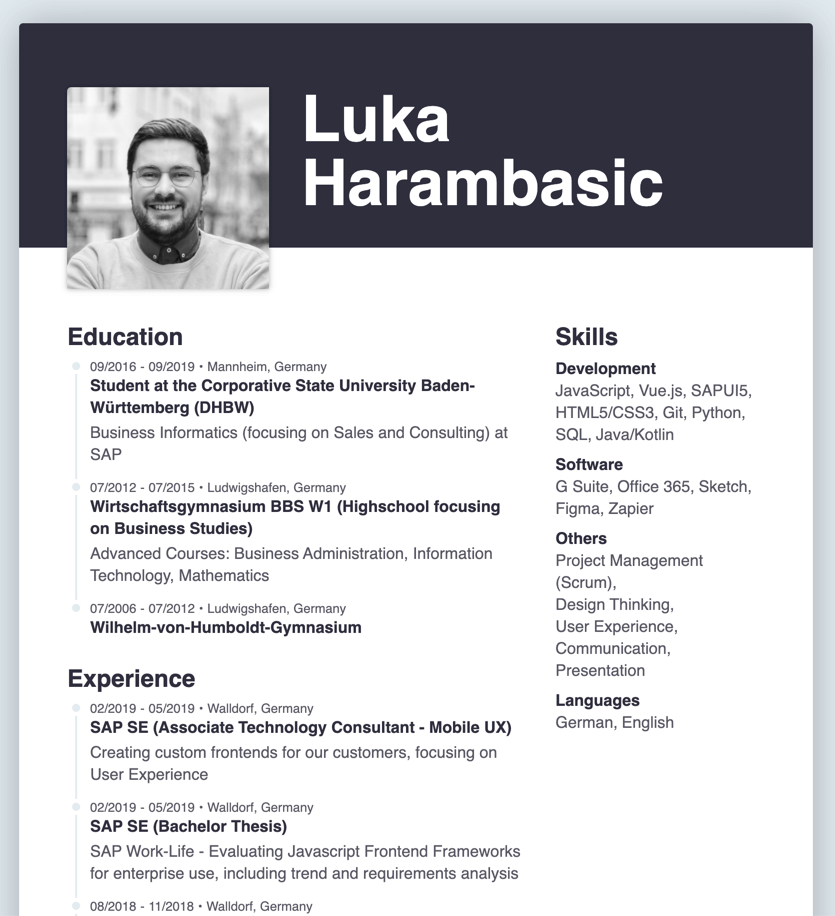 Luka
Harambasic
Education
09/2016 - 09/2019 • Mannheim, Germany
Student at the Corporative State University Baden-
Württemberg (DHBW)
Business Informatics (focusing on Sales and Consulting) at
SAP
07/2012 - 07/2015 • Ludwigshafen, Germany
Wirtschaftsgymnasium BBS W1 (Highschool focusing
on Business Studies)
Advanced Courses: Business Administration, Information
Technology, Mathematics
07/2006 - 07/2012 • Ludwigshafen, Germany
Wilhelm-von-Humboldt-Gymnasium
Experience
02/2019 - 05/2019 • Walldorf, Germany
SAP SE (Associate Technology Consultant - Mobile UX)
Creating custom frontends for our customers, focusing on
User Experience
02/2019 - 05/2019 • Walldorf, Germany
SAP SE (Bachelor Thesis)
SAP Work-Life - Evaluating Javascript Frontend Frameworks
for enterprise use, including trend and requirements analysis
08/2018 - 11/2018 • Walldorf, Germany
Skills
Development
JavaScript, Vue.js, SAPUI5,
HTML5/CSS3, Git, Python,
SQL, Java/Kotlin
Software
G Suite, Office 365, Sketch,
Figma, Zapier
Others
Project Management
(Scrum),
Design Thinking,
User Experience,
Communication,
Presentation
Languages
German, English